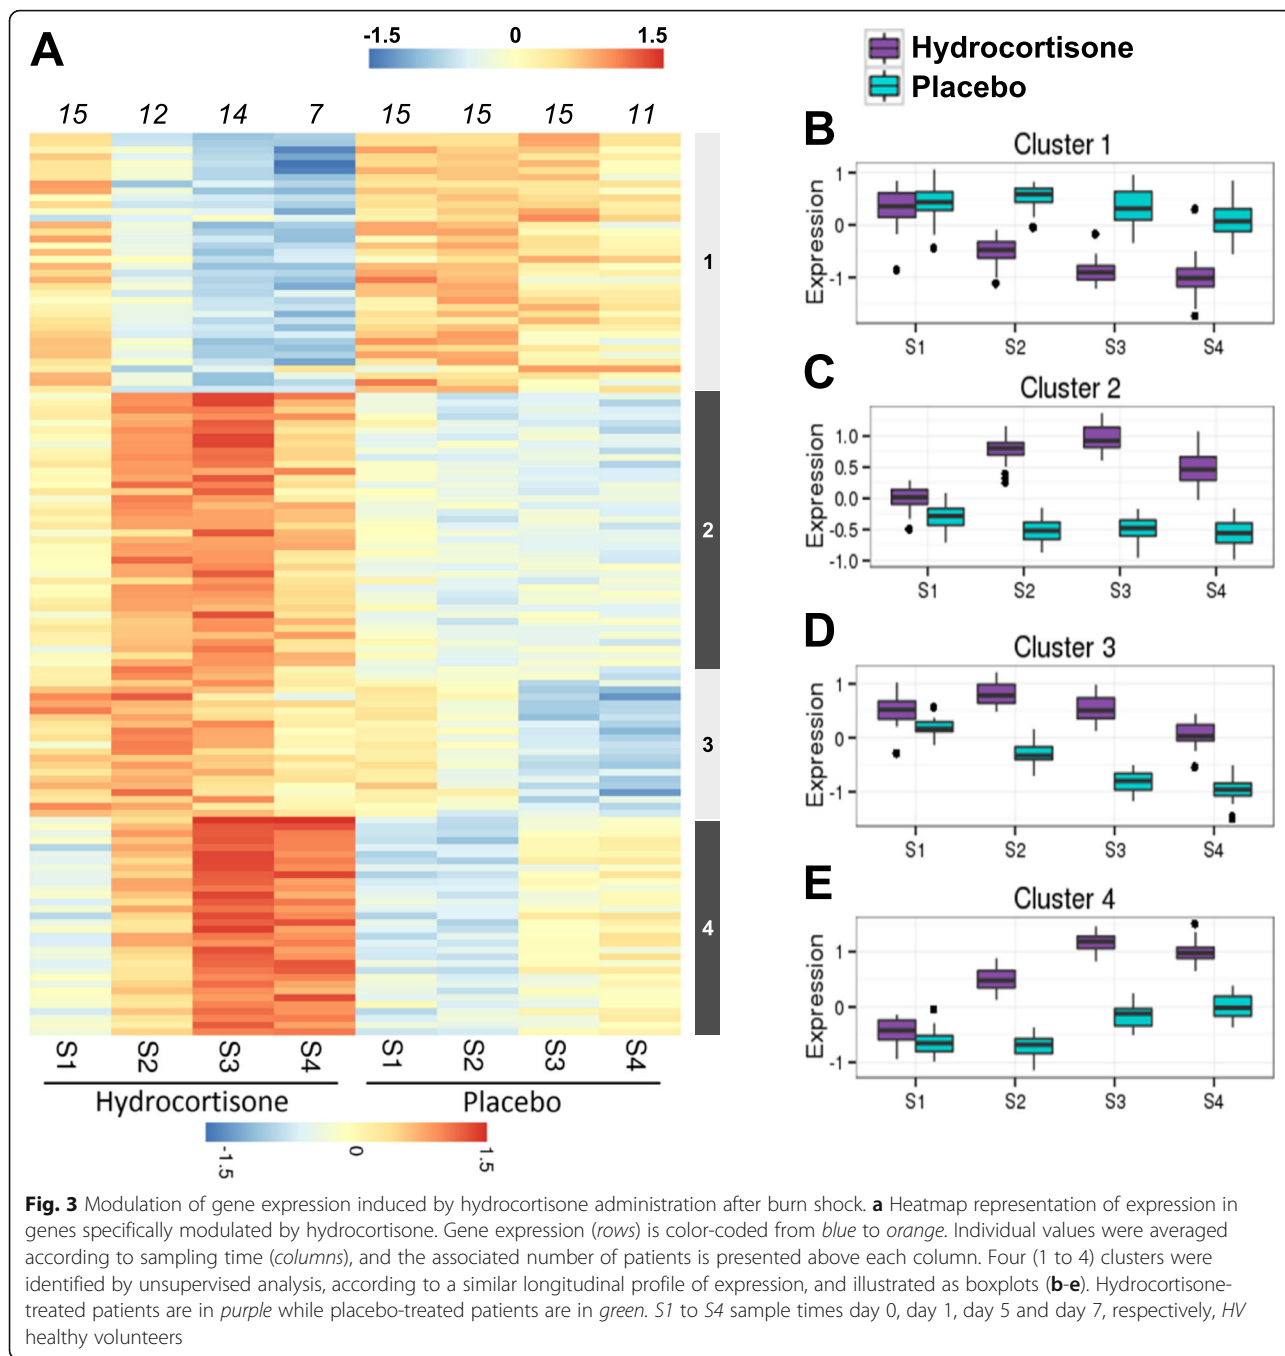 A
-1.5 0 1.5
15 12 14 7 15 15 15 11
1
2
3
4
S1 S2 S3 S4 S1 S2 S3 S4
Hydrocortisone Placebo
-1.5 0 1.5
Hydrocortisone
Placebo
B
Cluster 1
Expression
1
0
-1
S1 S2 S3 S4
C
Cluster 2
Expression
1.0
0.5
0.0
-0.5
-1.0
S1 S2 S3 S4
D
Cluster 3
Expression
1
0
-1
S1 S2 S3 S4
E
Cluster 4
Expression
1
0
-1
S1 S2 S3 S4
Fig. 3 Modulation of gene expression induced by hydrocortisone administration after burn shock. a Heatmap representation of expression in
genes specifically modulated by hydrocortisone. Gene expression (rows) is color-coded from blue to orange. Individual values were averaged
according to sampling time (columns), and the associated number of patients is presented above each column. Four (1 to 4) clusters were
identified by unsupervised analysis, according to a similar longitudinal profile of expression, and illustrated as boxplots (b-e). Hydrocortisone-
treated patients are in purple while placebo-treated patients are in green. S1 to S4 sample times day 0, day 1, day 5 and day 7, respectively, HV
healthy volunteers